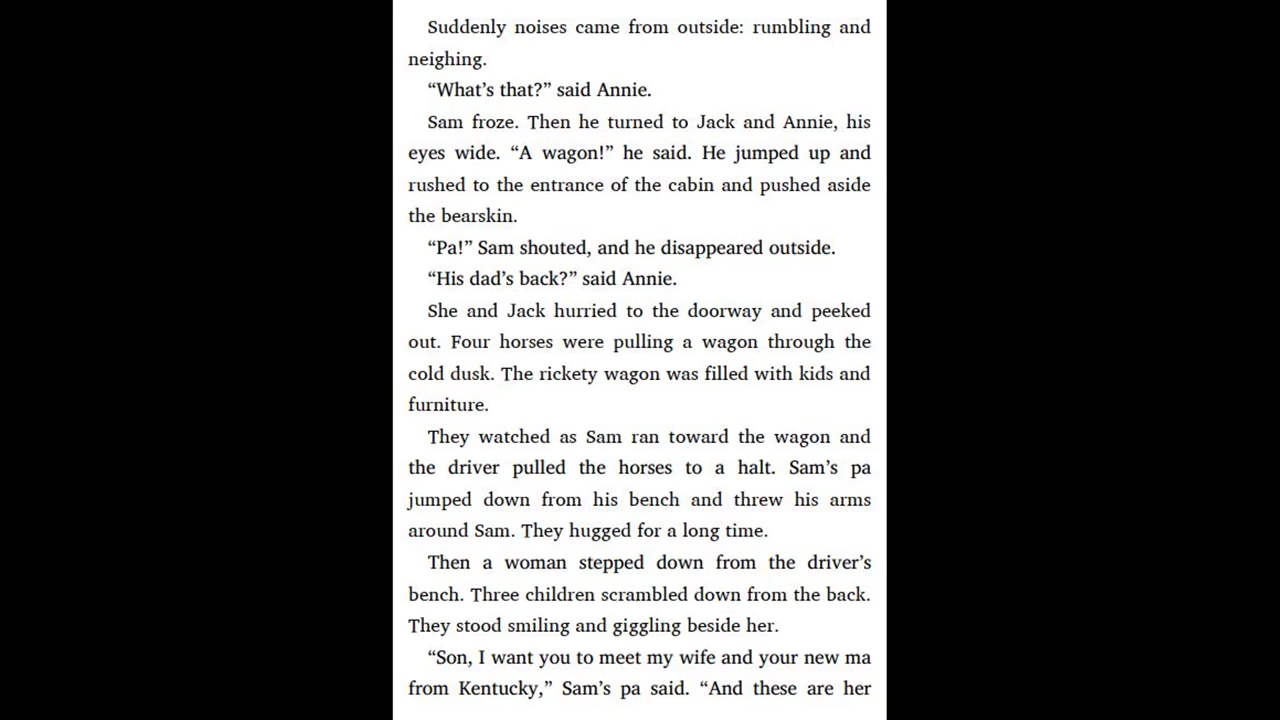 Suddenly noises came from outside: rumbling and
neighing.
“What’s that?” said Annie.
Sam froze. Then he turned to Jack and Annie, his
eyes wide. “A wagon!” he said. He jumped up and
rushed to the entrance of the cabin and pushed aside
the bearskin.
“Pa!” Sam shouted, and he disappeared outside.
“His dad’s back?” said Annie.
She and Jack hurried to the doorway and peeked
out. Four horses were pulling a wagon through the
cold dusk. The rickety wagon was filled with kids and
furniture.
They watched as Sam ran toward the wagon and
the driver pulled the horses to a halt. Sam’s pa
jumped down from his bench and threw his arms
around Sam. They hugged for a long time.
Then a woman stepped down from the driver’s
bench. Three children scrambled down from the back.
They stood smiling and giggling beside her.
“Son, I want you to meet my wife and your new ma
from Kentucky,” Sam’s pa said. “And these are her